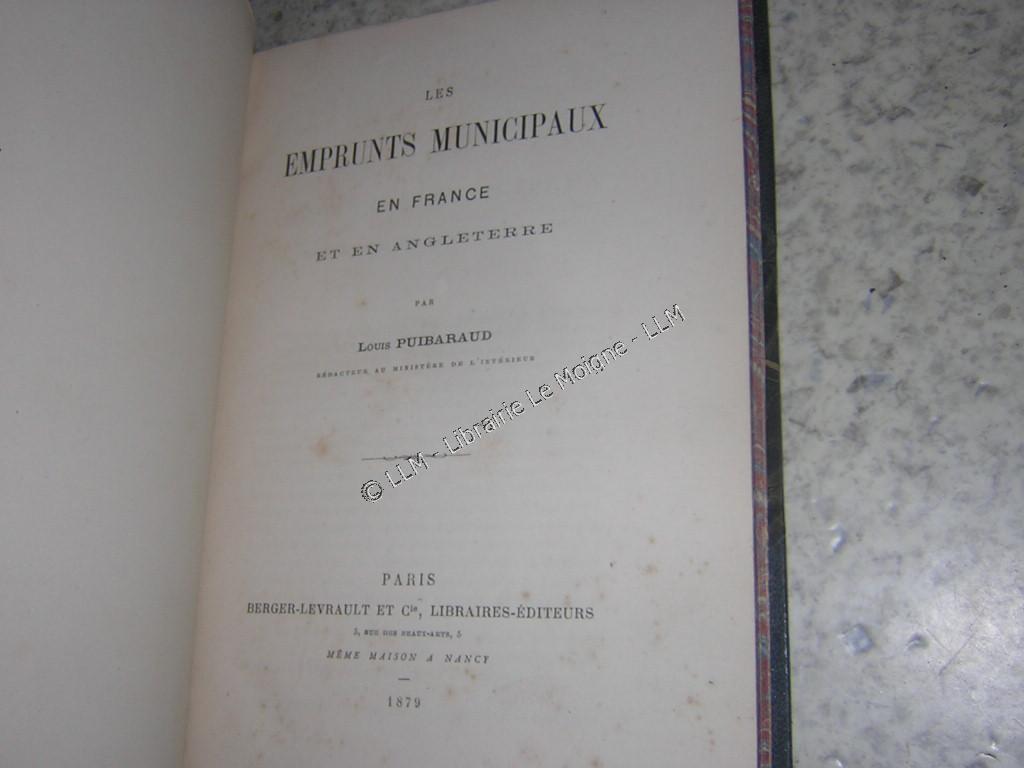 LES
EMPRUNTS MUNICIPAUX
EN FRANCE
ET EN ANGLETERRE
PAR
LOUIS PUIBARAUD
RÉDACTEUR AU MINISTÈRE DE L'INTÉRIEUR
© LLM - Librairie Le Moigne - LLM
PARIS
BERGER-LEVRAULT ET Cie, LIBRAIRES-ÉDITEURS
5, RUE DES BEAUX-ARTS, 5
MÊME MAISON A NANCY
1879